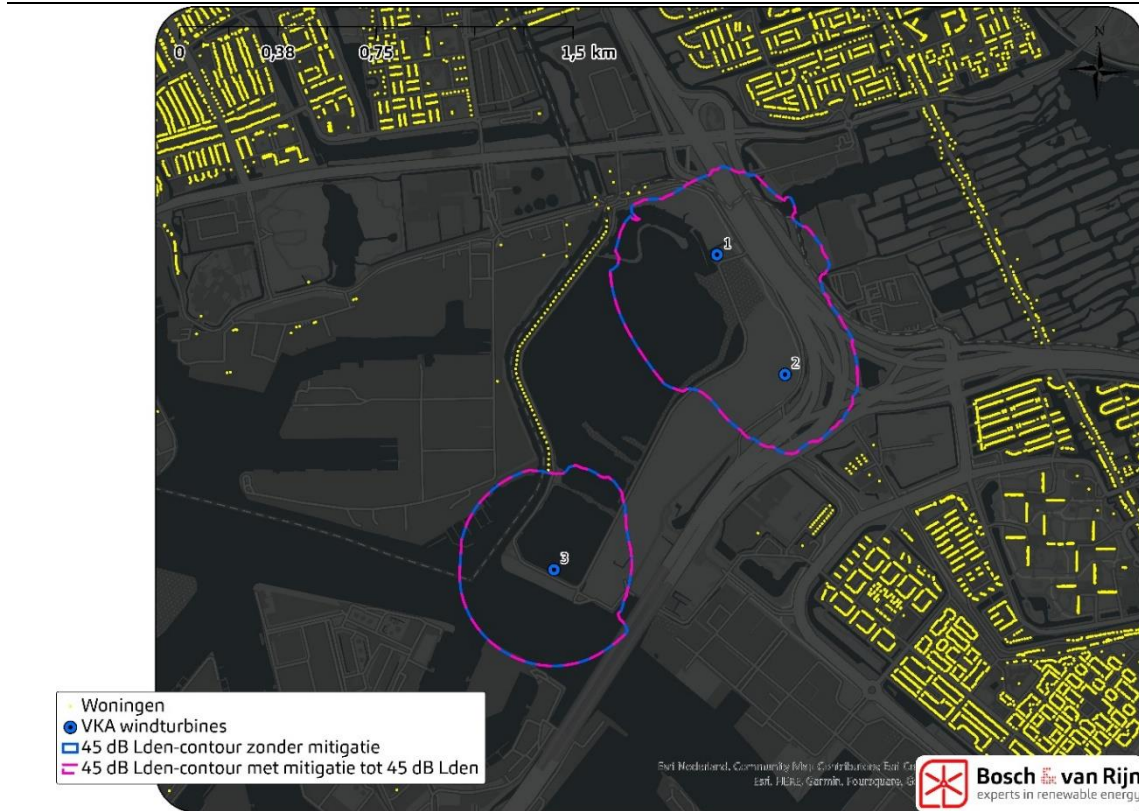 0 0,38 0,75 1,5 km
N
1
2
3
Woningen
VKA windturbines
45 dB Lden-contour zonder mitigatie
45 dB Lden-contour met mitigatie tot 45 dB Lden
Esri Nederland, Community Map Contributors, Esri
Esri, HERE, Garmin, Foursquare,
Bosch & van Rijn
experts in renewable energy